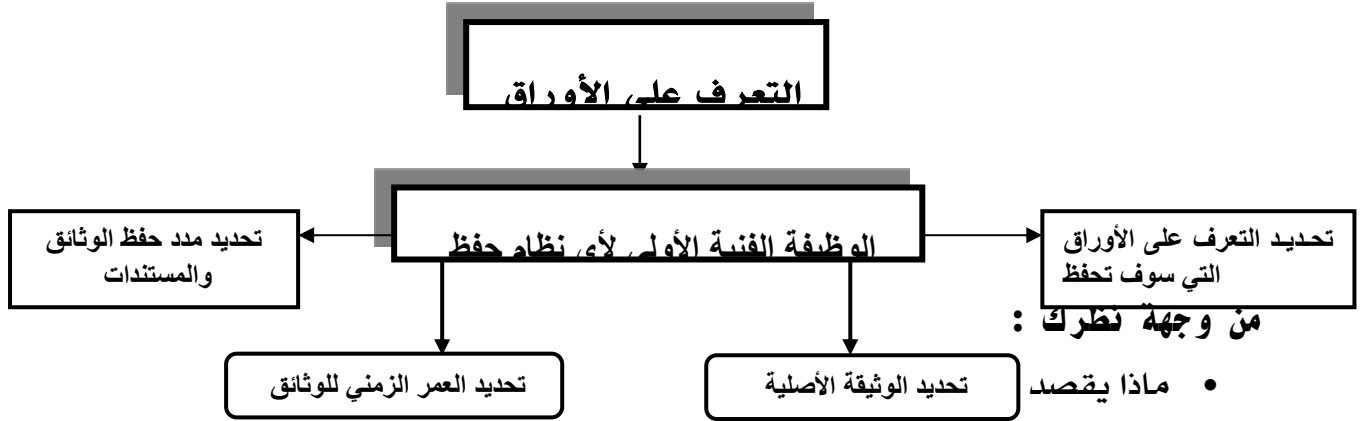 التعرف على الأوراق
الوظيفة الفنية الأولى لأي نظام حفظ
تحديد التعرف على الأوراق
التي سوف تحفظ
تحديد مدد حفظ الوثائق
والمستندات
من وجهة نظرك :
تحديد الوثيقة الأصلية
تحديد العمر الزمني للوثائق
• ماذا يقصد